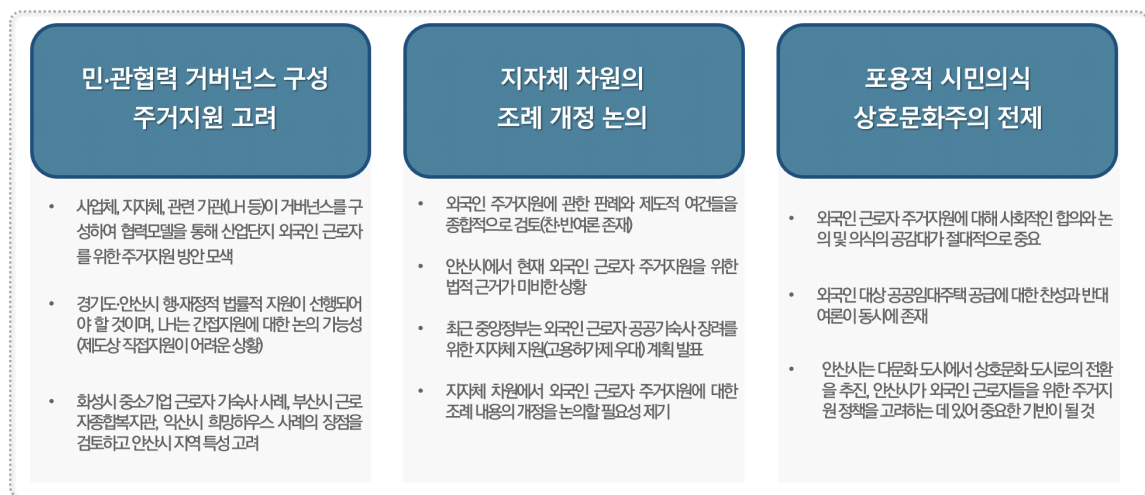 민·관협력 거버넌스 구성
주거지원 고려
• 사업체, 지자체, 관련 기관(LH 등)이 거버넌스를 구
성하여 협력모델을 통해 산업단지 외국인 근로자
를 위한 주거지원 방안 모색
• 경기도·안산시 행·재정적 법률적 지원이 선행되어
야 할 것이며, LH는 간접지원에 대한 논의 가능성
(제도상 직접지원이 어려운 상황)
• 화성시 중소기업 근로자 기숙사 사례, 부산시 근로
자종합복지관, 익산시 희망하우스 사례의 장점을
검토하고 안산시 지역 특성 고려
지자체 차원의
조례 개정 논의
• 외국인 주거지원에 관한 판례와 제도적 여건들을
종합적으로 검토(찬·반여론 존재)
• 안산시에서 현재 외국인 근로자 주거지원을 위한
법적 근거가 미비한 상황
• 최근 중앙정부는 외국인 근로자 공공기숙사 장려를
위한 지자체 지원(고용허가제 우대) 계획 발표
• 지자체 차원에서 외국인 근로자 주거지원에 대한
조례 내용의 개정을 논의할 필요성 제기
포용적 시민의식
상호문화주의 전제
• 외국인 근로자 주거지원에 대해 사회적인 합의와 논
의 및 의식의 공감대가 절대적으로 중요
• 외국인 대상 공공임대주택 공급에 대한 찬성과 반대
여론이 동시에 존재
• 안산시는 다문화 도시에서 상호문화 도시로의 전환
을 추진, 안산시가 외국인 근로자들을 위한 주거지
원 정책을 고려하는 데 있어 중요한 기반이 될 것